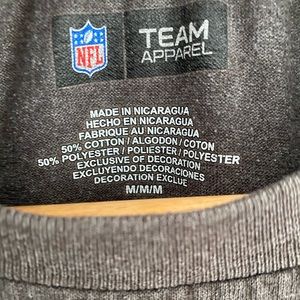 NFL
TEAM
APPAREL
MADE IN NICARAGUA
HECHO EN NICARAGUA
FABRIQUE AU NICARAGUA
50% COTTON / ALGODON / COTON
50% POLYESTER / POLIESTER / POLYESTER
EXCLUSIVE OF DECORATION
EXCLUYENDO DECORACIONES
DECORATION EXCLUE
M/M/M